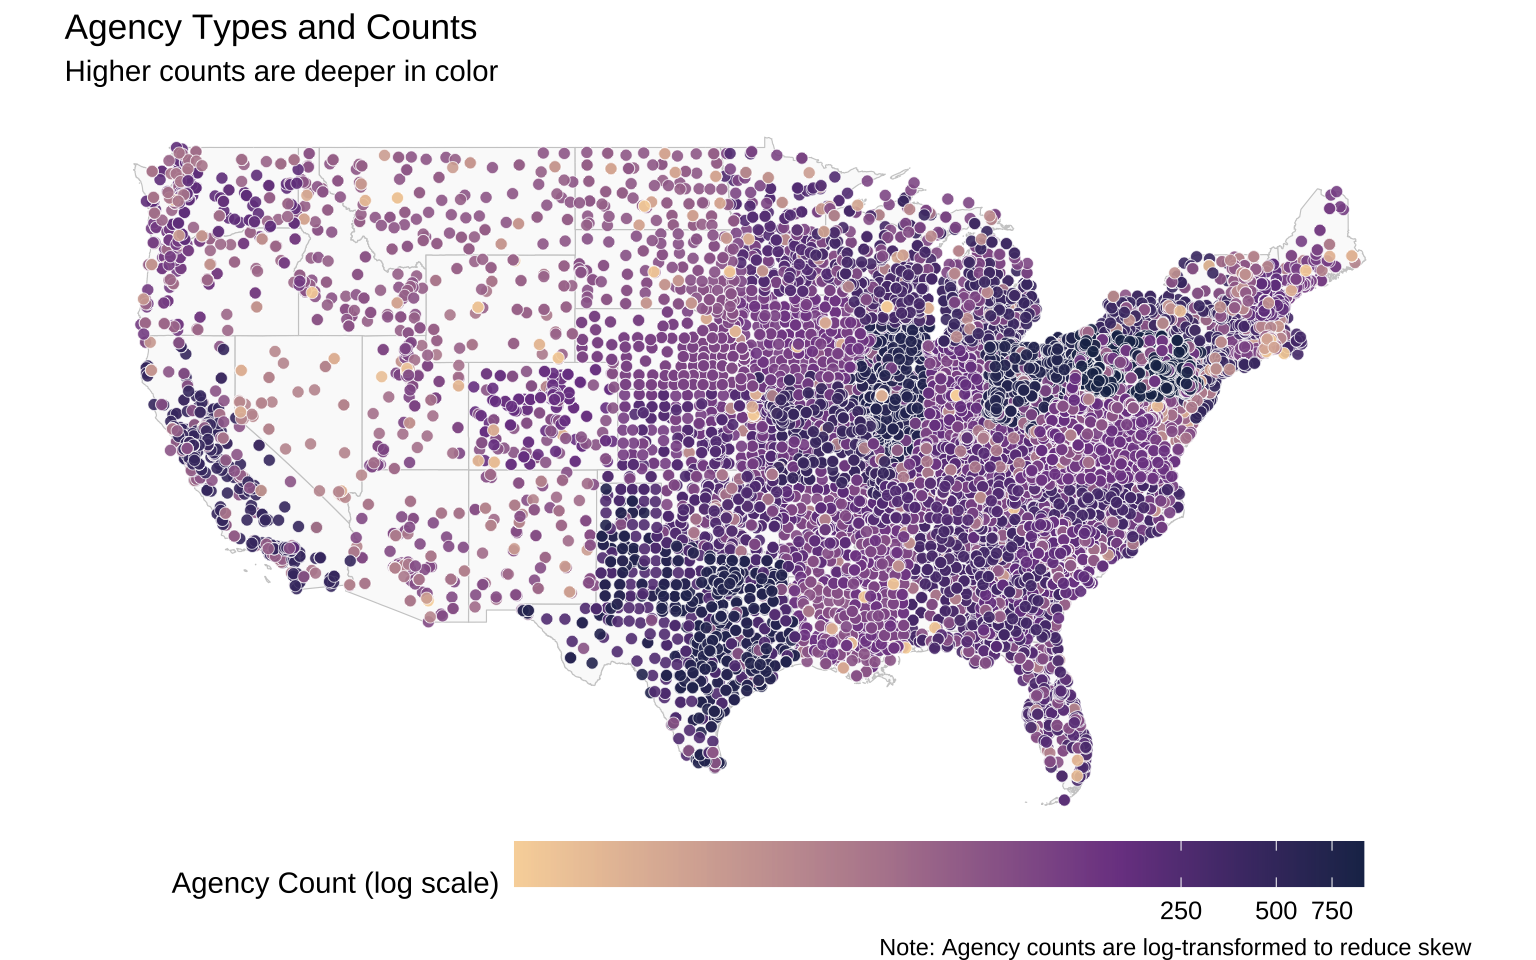 Agency Types and Counts
Higher counts are deeper in color
Agency Count (log scale)
250 500 750
Note: Agency counts are log-transformed to reduce skew